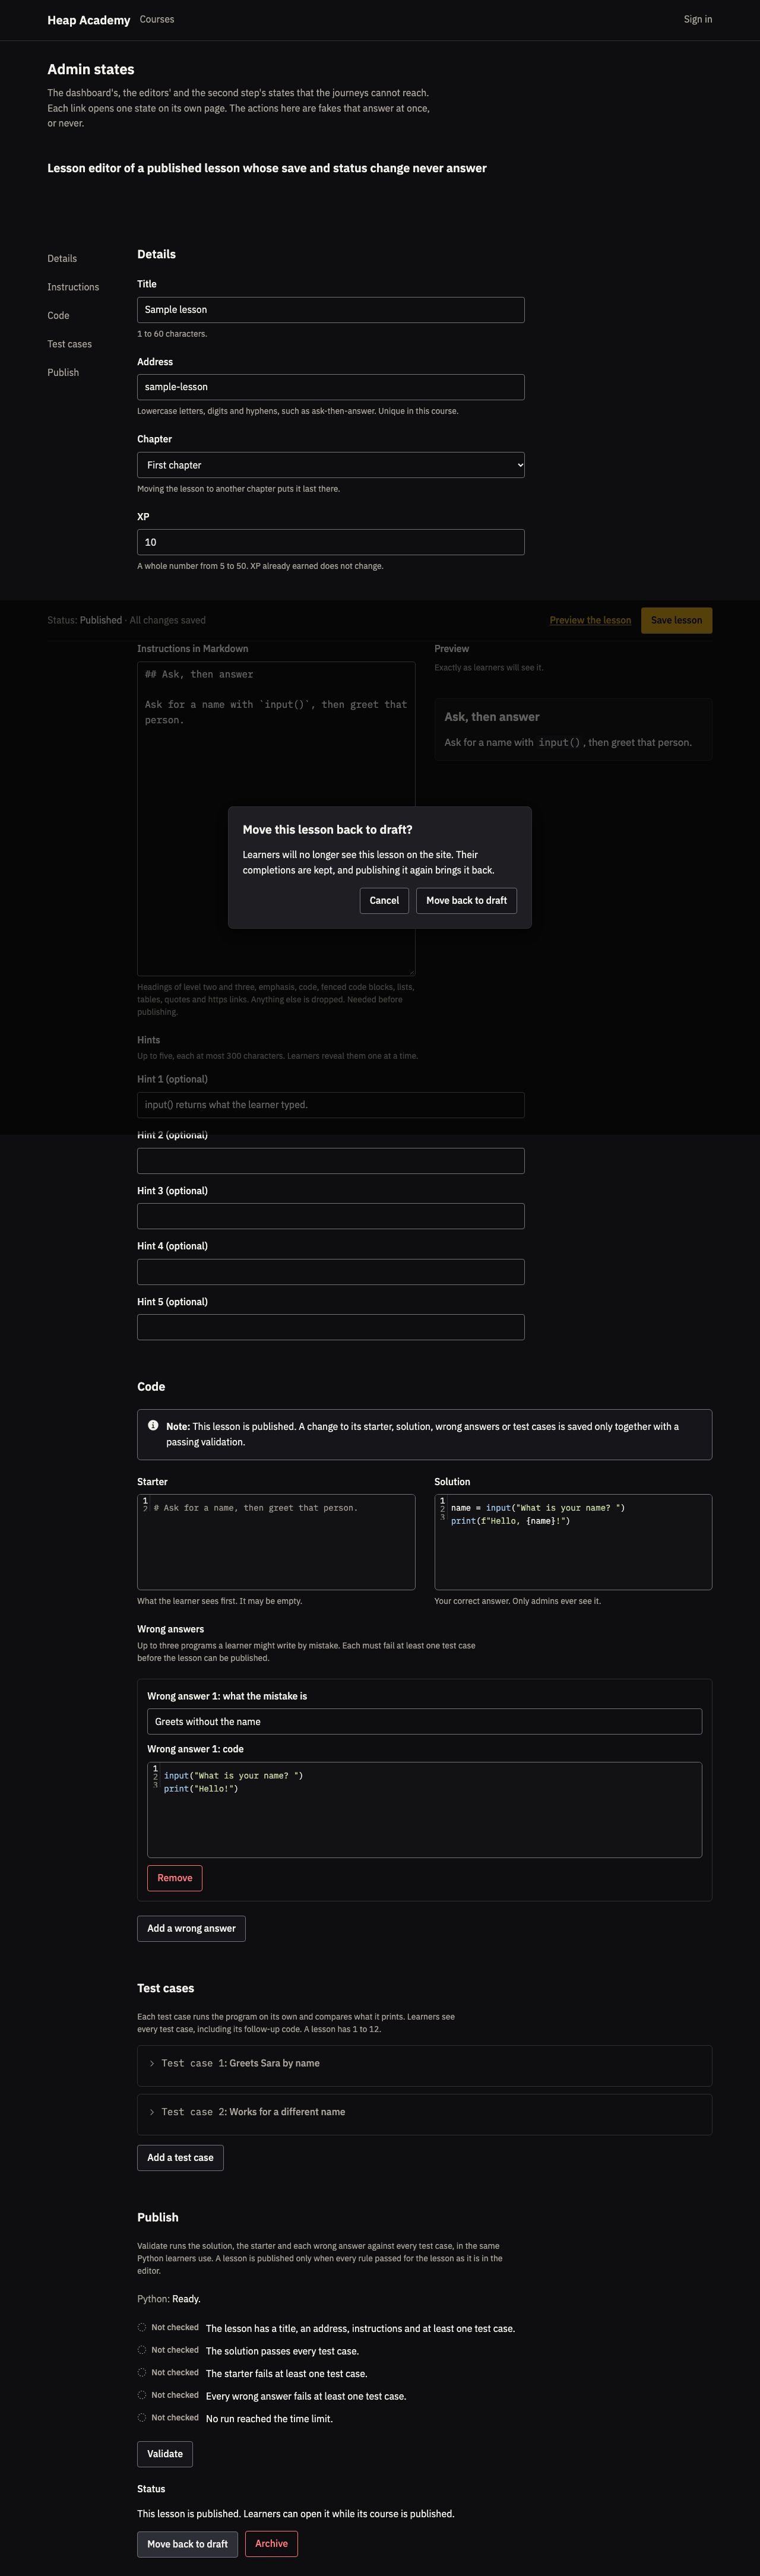 Heap Academy Courses Sign in
Admin states
The dashboard's, the editors' and the second step's states that the journeys cannot reach.
Each link opens one state on its own page. The actions here are fakes that answer at once,
or never.
Lesson editor of a published lesson whose save and status change never answer
Details
Instructions
Code
Test cases
Publish
Details
Title
Sample lesson
1 to 60 characters.
Address
sample-lesson
Lowercase letters, digits and hyphens, such as ask-then-answer. Unique in this course.
Chapter
First chapter
Moving the lesson to another chapter puts it last there.
XP
10
A whole number from 5 to 50. XP already earned does not change.
Status: Published · All changes saved Preview the lesson Save lesson
Instructions in Markdown
## Ask, then answer
Ask for a name with `input()`, then greet that
person.
Preview
Exactly as learners will see it.
Ask, then answer
Ask for a name with input(), then greet that person.
Move this lesson back to draft?
Learners will no longer see this lesson on the site. Their
completions are kept, and publishing it again brings it back.
Cancel Move back to draft
Headings of level two and three, emphasis, code, fenced code blocks, lists,
tables, quotes and https links. Anything else is dropped. Needed before
publishing.
Hints
Up to five, each at most 300 characters. Learners reveal them one at a time.
Hint 1 (optional)
input() returns what the learner typed.
Hint 2 (optional)
Hint 3 (optional)
Hint 4 (optional)
Hint 5 (optional)
Code
Note: This lesson is published. A change to its starter, solution, wrong answers or test cases is saved only together with a
passing validation.
Starter
1
2
# Ask for a name, then greet that person.
What the learner sees first. It may be empty.
Solution
1
2
3
name = input("What is your name? ")
print(f"Hello, {name}!")
Your correct answer. Only admins ever see it.
Wrong answers
Up to three programs a learner might write by mistake. Each must fail at least one test case
before the lesson can be published.
Wrong answer 1: what the mistake is
Greets without the name
Wrong answer 1: code
1
2
3
input("What is your name? ")
print("Hello!")
Remove
Add a wrong answer
Test cases
Each test case runs the program on its own and compares what it prints. Learners see
every test case, including its follow-up code. A lesson has 1 to 12.
Test case 1: Greets Sara by name
Test case 2: Works for a different name
Add a test case
Publish
Validate runs the solution, the starter and each wrong answer against every test case, in the same
Python learners use. A lesson is published only when every rule passed for the lesson as it is in the
editor.
Python: Ready.
Not checked The lesson has a title, an address, instructions and at least one test case.
Not checked The solution passes every test case.
Not checked The starter fails at least one test case.
Not checked Every wrong answer fails at least one test case.
Not checked No run reached the time limit.
Validate
Status
This lesson is published. Learners can open it while its course is published.
Move back to draft Archive